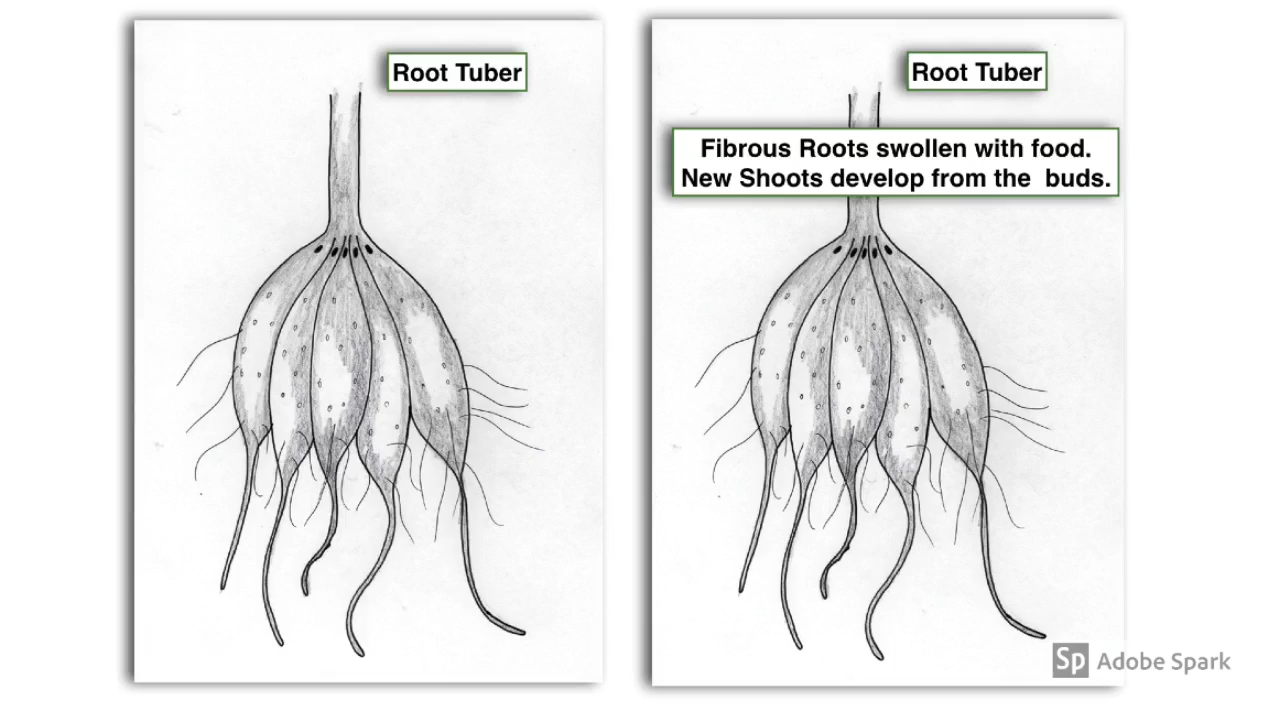 Root Tuber
Root Tuber
Fibrous Roots swollen with food.
New Shoots develop from the buds.
Sp Adobe Spark